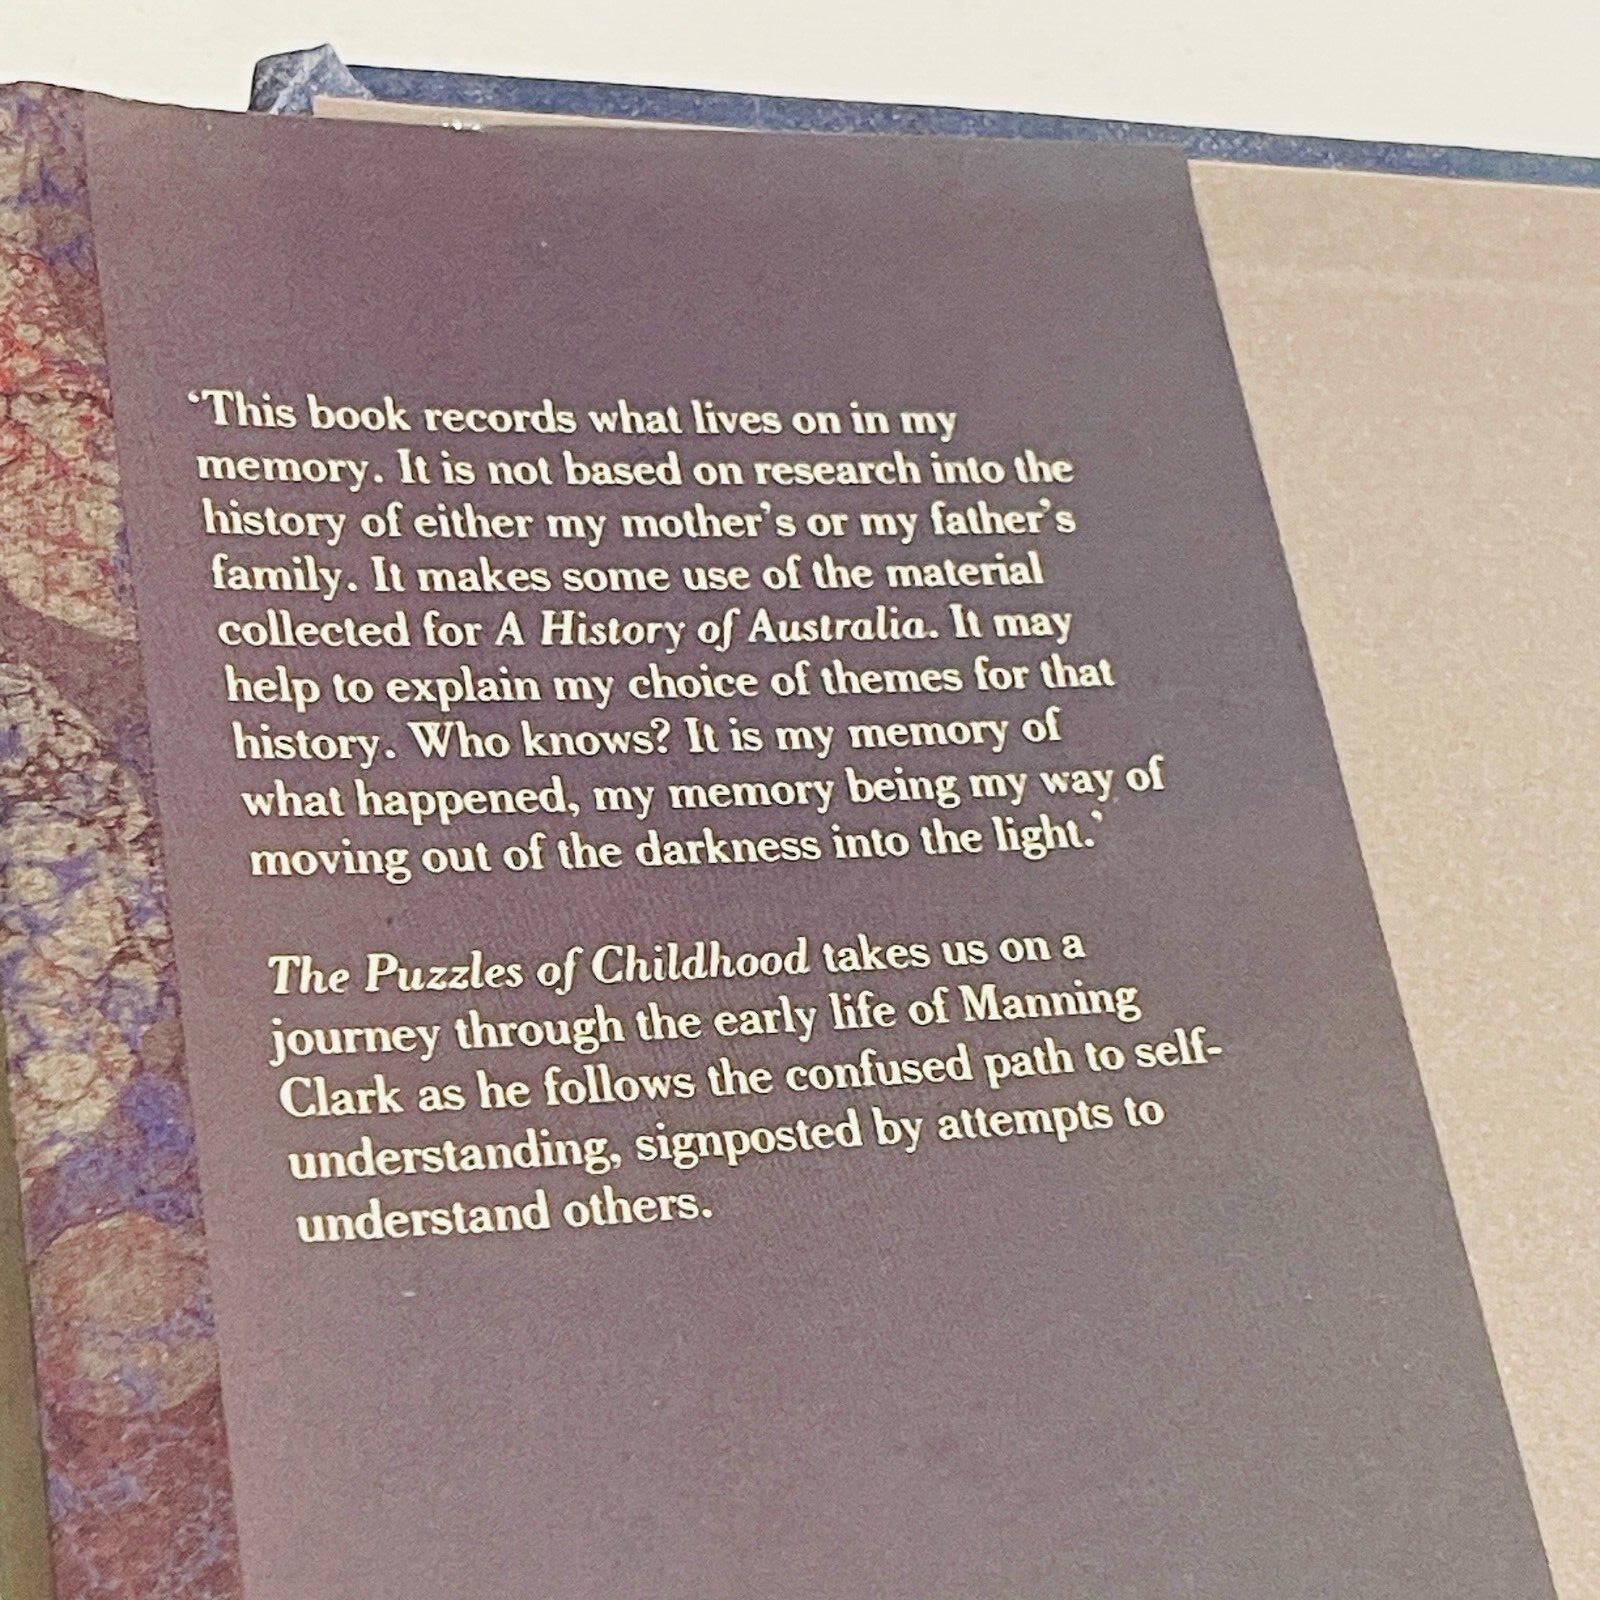 ‘This book records what lives on in my
memory. It is not based on research into the
history of either my mother’s or my father’s
family. It makes some use of the material
collected for A History of Australia. It may
help to explain my choice of themes for that
history. Who knows? It is my memory of
what happened, my memory being my way of
moving out of the darkness into the light.’
The Puzzles of Childhood takes us on a
journey through the early life of Manning
Clark as he follows the confused path to self-
understanding, signposted by attempts to
understand others.